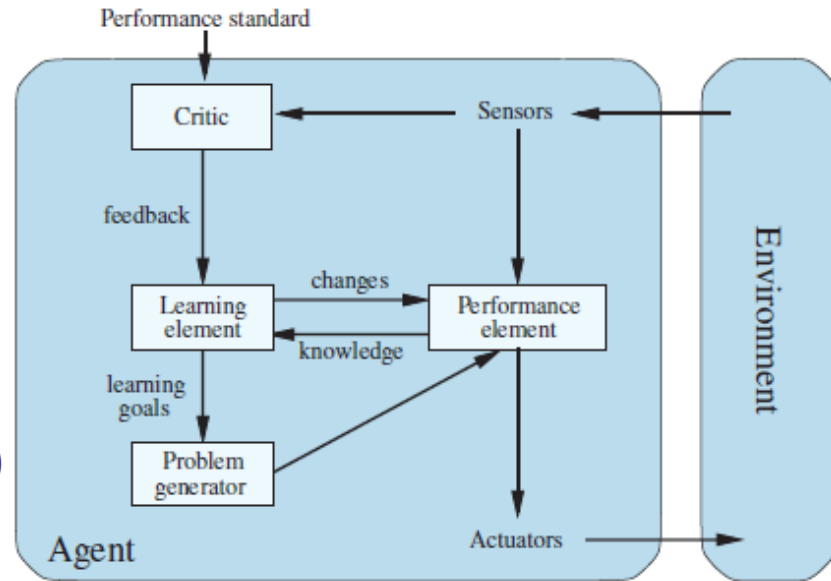 Performance standard
Critic
Sensors
feedback
changes
Learning
element
Performance
element
knowledge
learning
goals
Problem
generator
Actuators
Agent
Environment
)